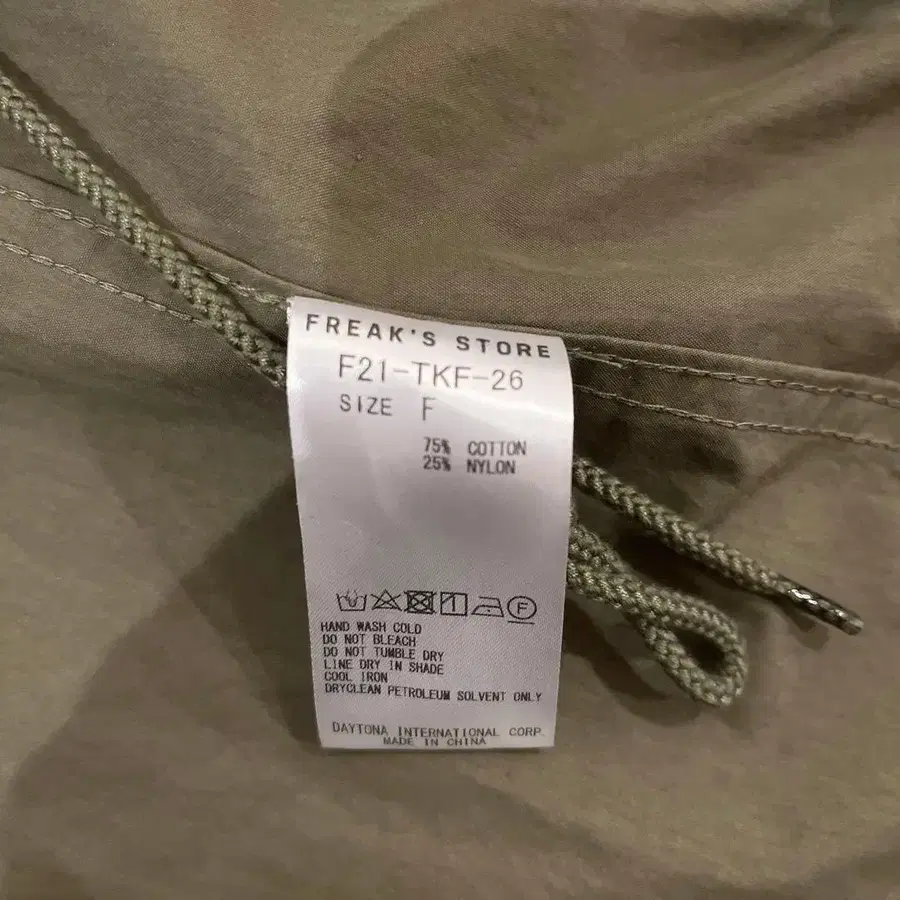 FREAK'S STORE
F21-TKF-26
SIZE F
75% COTTON
25% NYLON
F
HAND WASH COLD
DO NOT BLEACH
DO NOT TUMBLE DRY
LINE DRY IN SHADE
COOL IRON
DRYCLEAN PETROLEUM SOLVENT ONLY
DAYTONA INTERNATIONAL CORP.
MADE IN CHINA